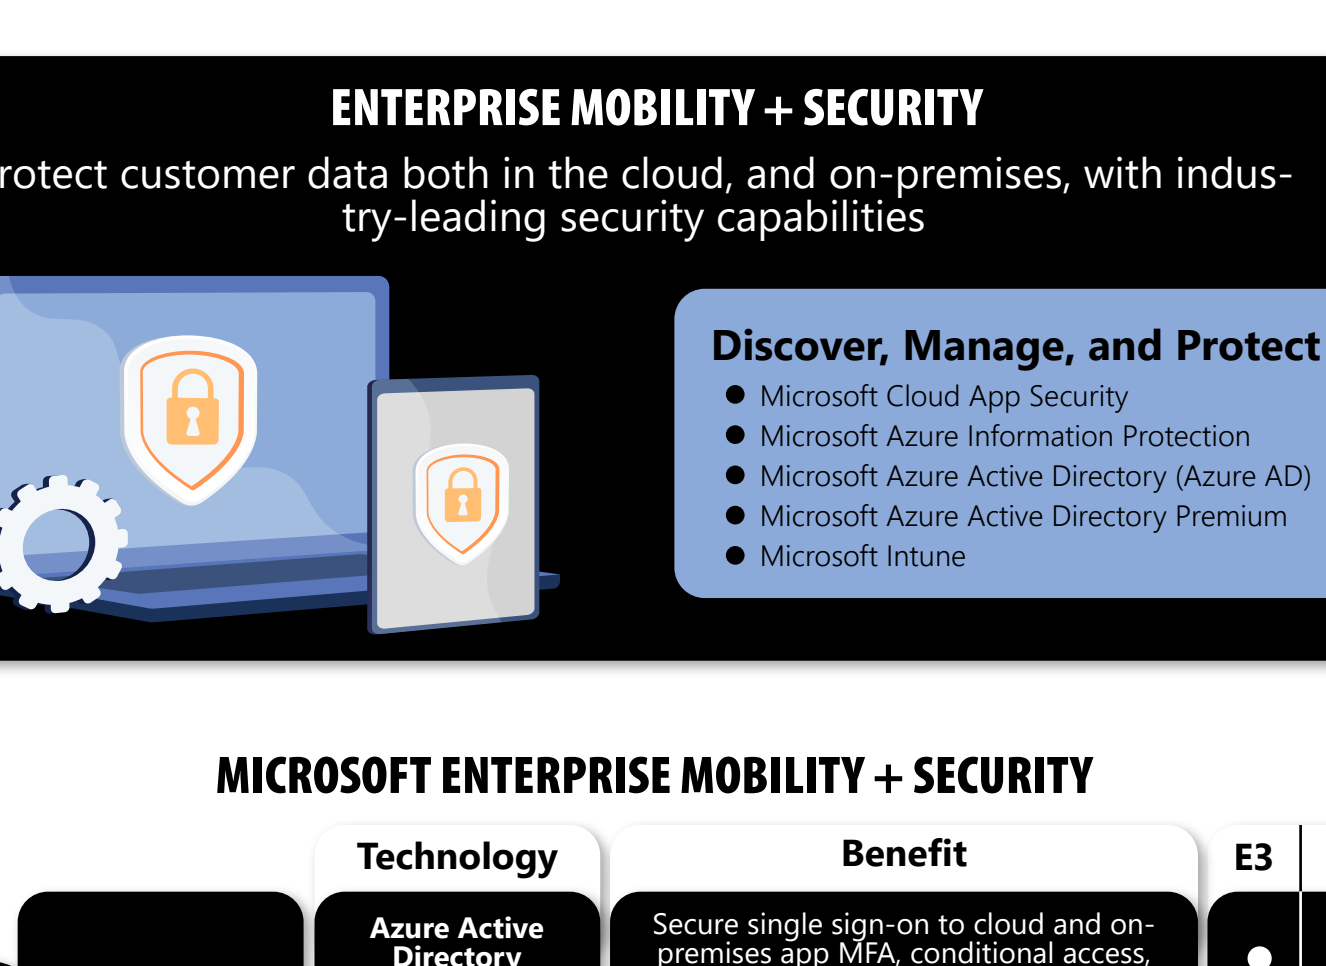 ENTERPRISE MOBILITY + SECURITY
rotect customer data both in the cloud, and on-premises, with indus-
try-leading security capabilities
Discover, Manage, and Protect
● Microsoft Cloud App Security
● Microsoft Azure Information Protection
● Microsoft Azure Active Directory (Azure AD)
● Microsoft Azure Active Directory Premium
● Microsoft Intune
MICROSOFT ENTERPRISE MOBILITY + SECURITY
Technology
Benefit
E3
Azure Active
Directory
Secure single sign-on to cloud and on-
premises app MFA, conditional access,